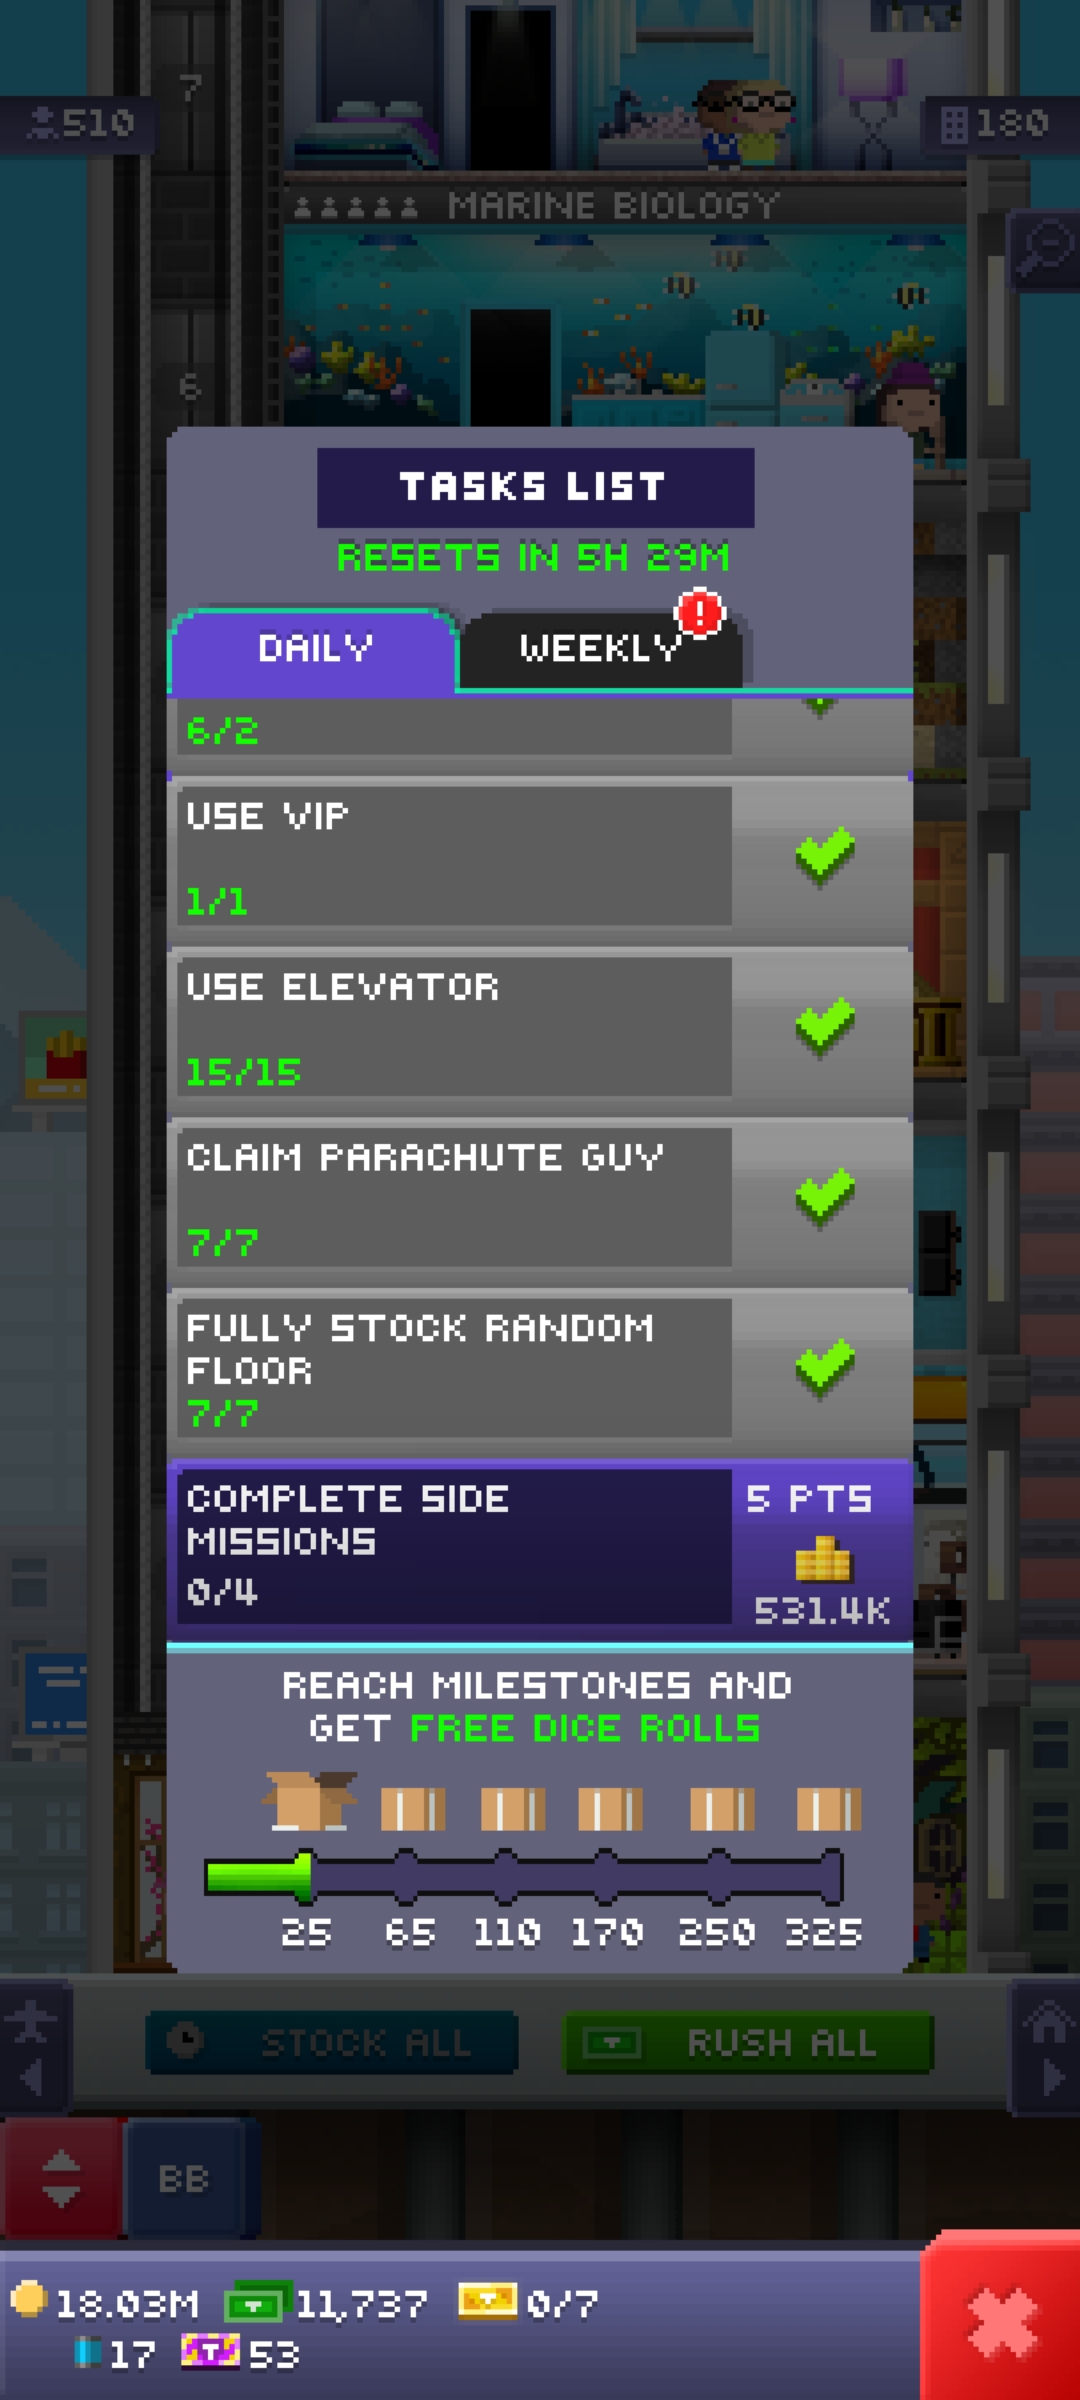 7
510
180
MARINE BIOLOGY
6
TASKS LIST
RESETS IN 5H 29M
DAILY
WEEKLY
!
6/2
USE VIP
1/1
USE ELEVATOR
15/15
CLAIM PARACHUTE GUY
7/7
FULLY STOCK RANDOM
FLOOR
7/7
COMPLETE SIDE
MISSIONS
0/4
5 PTS
531.4K
REACH MILESTONES AND
GET FREE DICE ROLLS
25 65 110 170 250 325
STOCK ALL
RUSH ALL
BB
18.03M 11,737 0/7
17 53